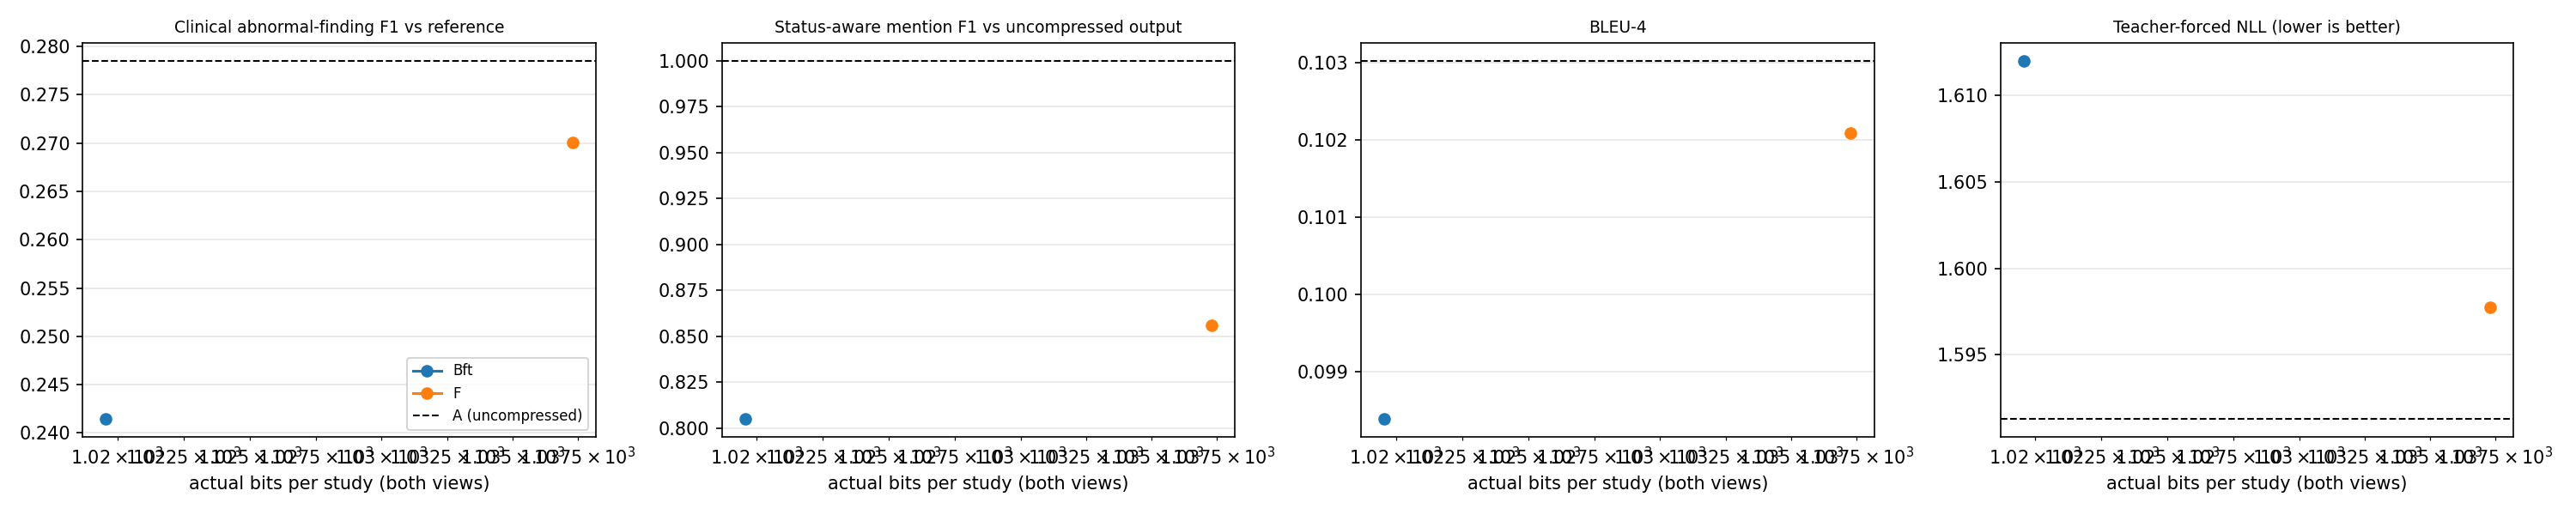 Clinical abnormal-finding F1 vs reference
0.280
0.275
0.270
0.265
0.260
0.255
0.250
0.245
0.240
Bft
F
A (uncompressed)
actual bits per study (both views)
Status-aware mention F1 vs uncompressed output
1.000
0.975
0.950
0.925
0.900
0.875
0.850
0.825
0.800
actual bits per study (both views)
BLEU-4
0.103
0.102
0.101
0.100
0.099
actual bits per study (both views)
Teacher-forced NLL (lower is better)
1.610
1.605
1.600
1.595
actual bits per study (both views)